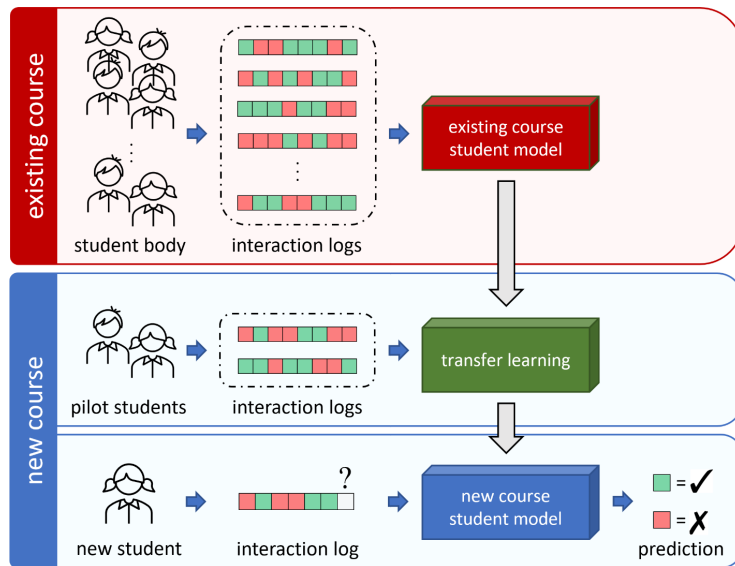 existing course
existing course
student model
student body
interaction logs
new course
transfer learning
pilot students
interaction logs
?
new course
student model
= ✓
= ✗
new student
interaction log
prediction